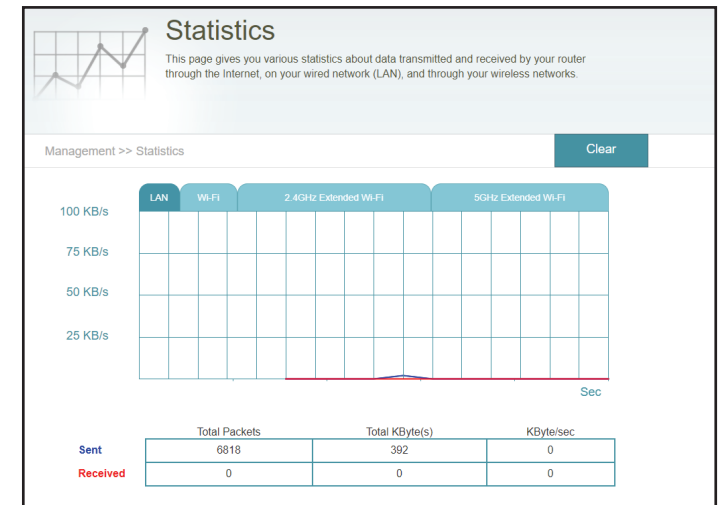 Statistics
This page gives you various statistics about data transmitted and received by your router
through the Internet, on your wired network (LAN), and through your wireless networks.
Management >> Statistics
Clear
LAN Wi-Fi 2.4GHz Extended Wi-Fi 5GHz Extended Wi-Fi
100 KB/s
75 KB/s
50 KB/s
25 KB/s
Sec
Total Packets Total KByte(s) KByte/sec
Sent 6818 392 0
Received 0 0 0